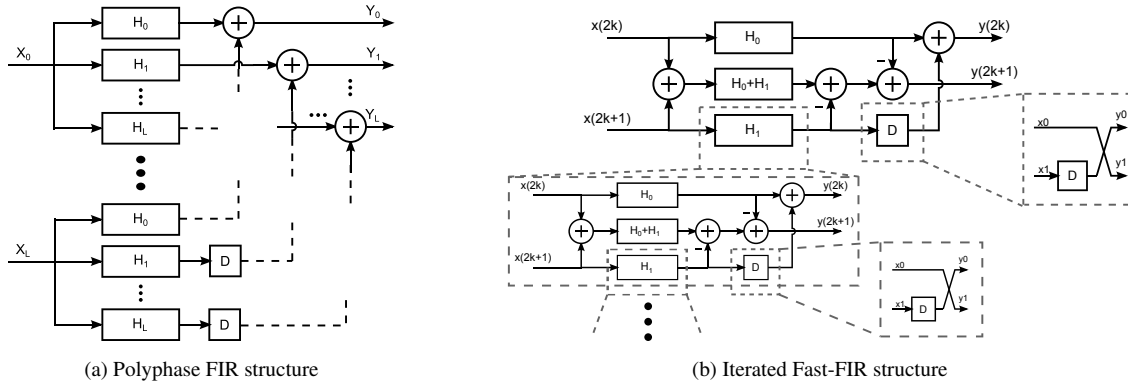 X₀
H₀
Y₀
H₁
Y₁
H_L
Y_L
X_L
H₀
H₁
D
H_L
D
(a) Polyphase FIR structure
x(2k)
H₀
y(2k)
H₀+H₁
y(2k+1)
x(2k+1)
H₁
D
x0
y0
x1
D
y1
x(2k)
H₀
y(2k)
H₀+H₁
y(2k+1)
x(2k+1)
H₁
D
x0
y0
x1
D
y1
(b) Iterated Fast-FIR structure